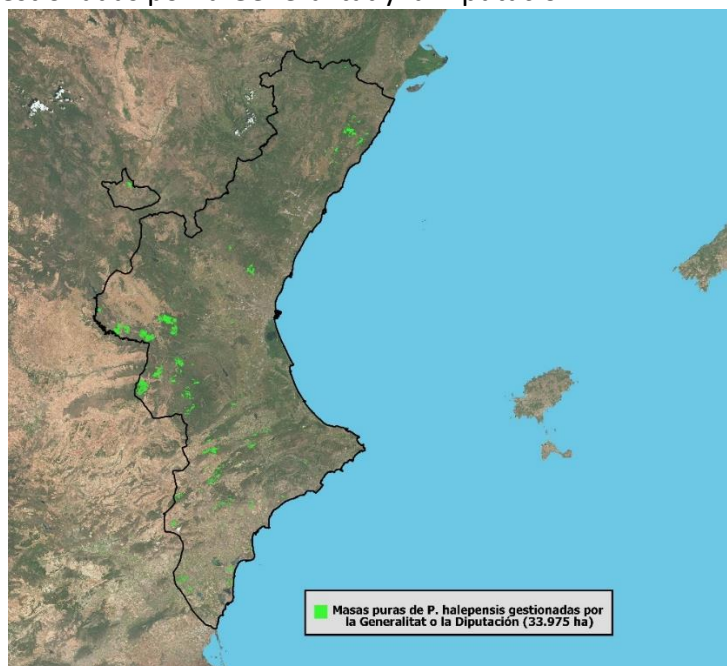 Masas puras de P. halepensis gestionadas por
la Generalitat o la Diputación (33.975 ha)